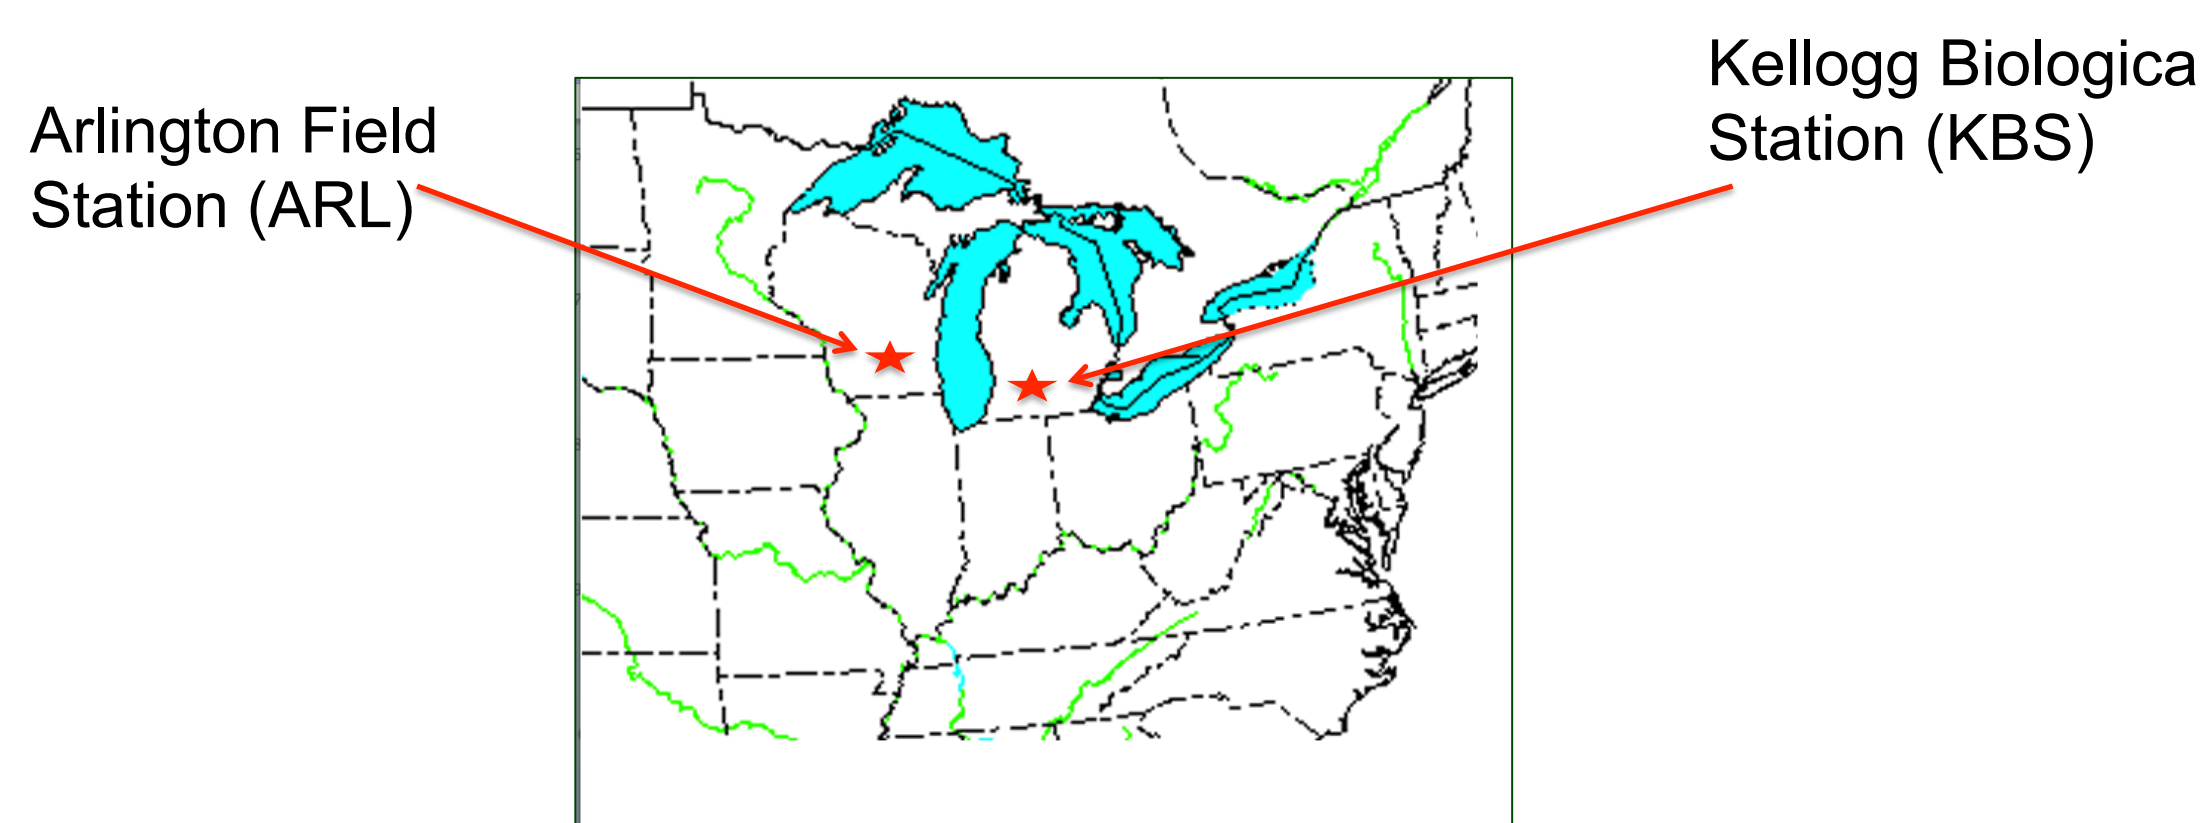 Arlington Field
Station (ARL)
Kellogg Biologica
Station (KBS)